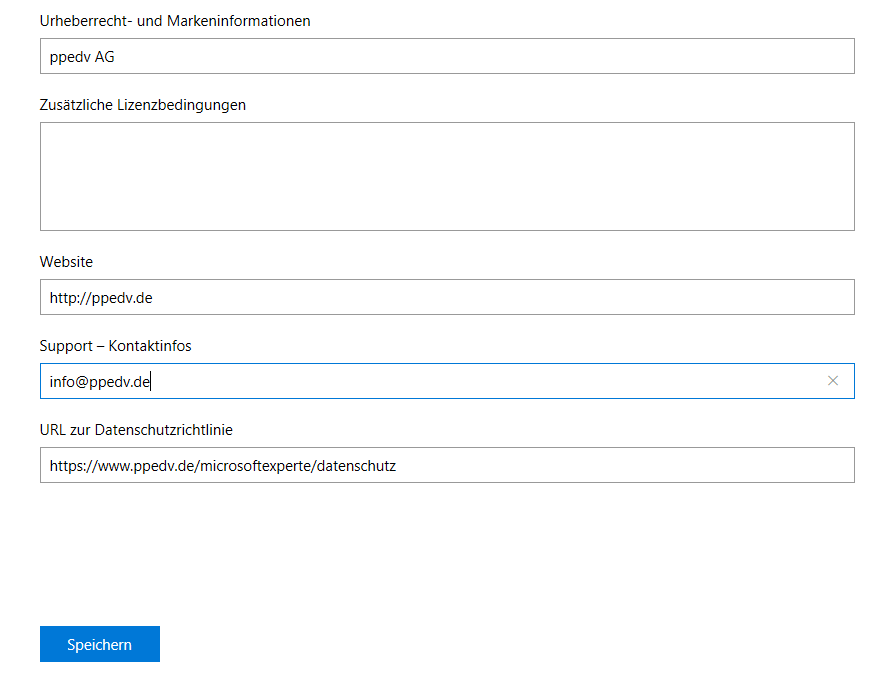 Urheberrecht- und Markeninformationen
ppedv AG
Zusätzliche Lizenzbedingungen
Website
http://ppedv.de
Support – Kontaktinfos
info@ppedv.de
URL zur Datenschutzrichtlinie
https://www.ppedv.de/microsoftexperte/datenschutz
Speichern